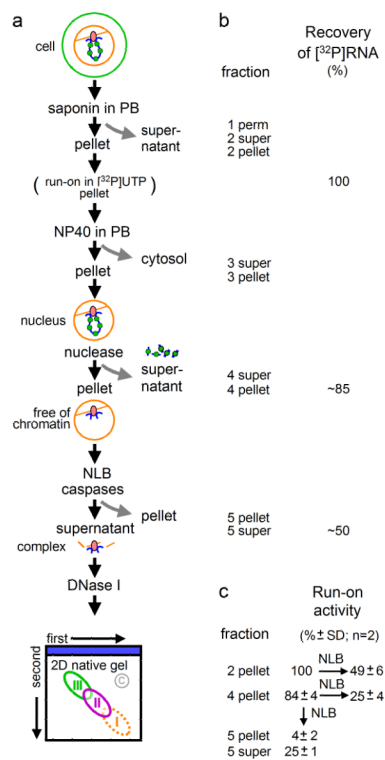 a
cell
saponin in PB
super-
natant
pellet
( run-on in [³²P]UTP )
pellet
NP40 in PB
cytosol
pellet
nucleus
nuclease
super-
natant
pellet
free of
chromatin
NLB
caspases
pellet
supernatant
complex
DNase I
first
second
2D native gel
C
III
II
I
b
Recovery
of [³²P]RNA
fraction (%)
1 perm
2 super
2 pellet
100
3 super
3 pellet
4 super
4 pellet ~85
5 pellet
5 super ~50
c
Run-on
activity
fraction (%± SD; n=2)
NLB
2 pellet 100 49±6
NLB
4 pellet 84±4 25±4
NLB
5 pellet 4±2
5 super 25±1